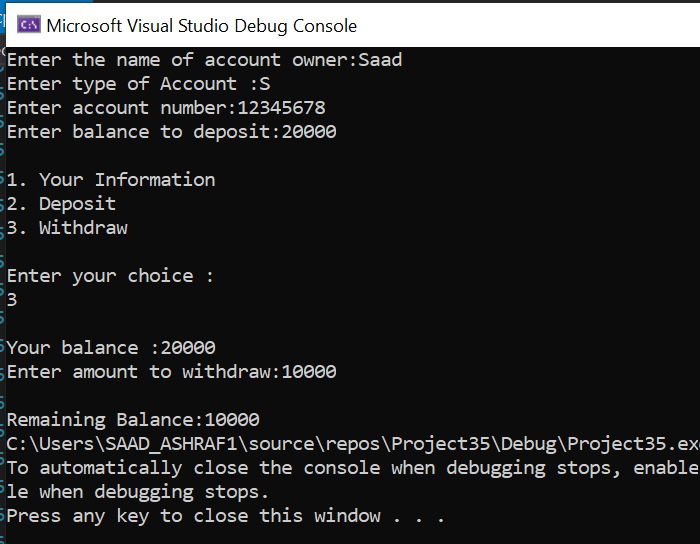 Microsoft Visual Studio Debug Console
Enter the name of account owner:Saad
Enter type of Account :S
Enter account number:12345678
Enter balance to deposit:20000
1. Your Information
2. Deposit
3. Withdraw
Enter your choice :
3
Your balance :20000
Enter amount to withdraw:10000
Remaining Balance:10000
C:\Users\SAAD_ASHRAF1\source\repos\Project35\Debug\Project35.exe
To automatically close the console when debugging stops, enable
le when debugging stops.
Press any key to close this window . . .